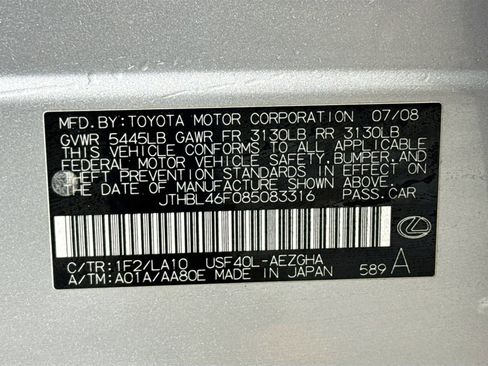 MFD.BY:TOYOTA MOTOR CORPORATION 07/08
GVWR 5445LB GAWR FR 3130LB RR 3130LB
THIS VEHICLE CONFORMS TO ALL APPLICABLE
FEDERAL MOTOR VEHICLE SAFETY,BUMPER,AND
THEFT PREVENTION STANDARDS IN EFFECT ON
THE DATE OF MANUFACTURE SHOWN ABOVE.
JTHBL46F085083316 PASS.CAR
C/TR:1F2/LA10 USF40L-AEZGHA
A/TM:A01A/AA80E MADE IN JAPAN 589 A